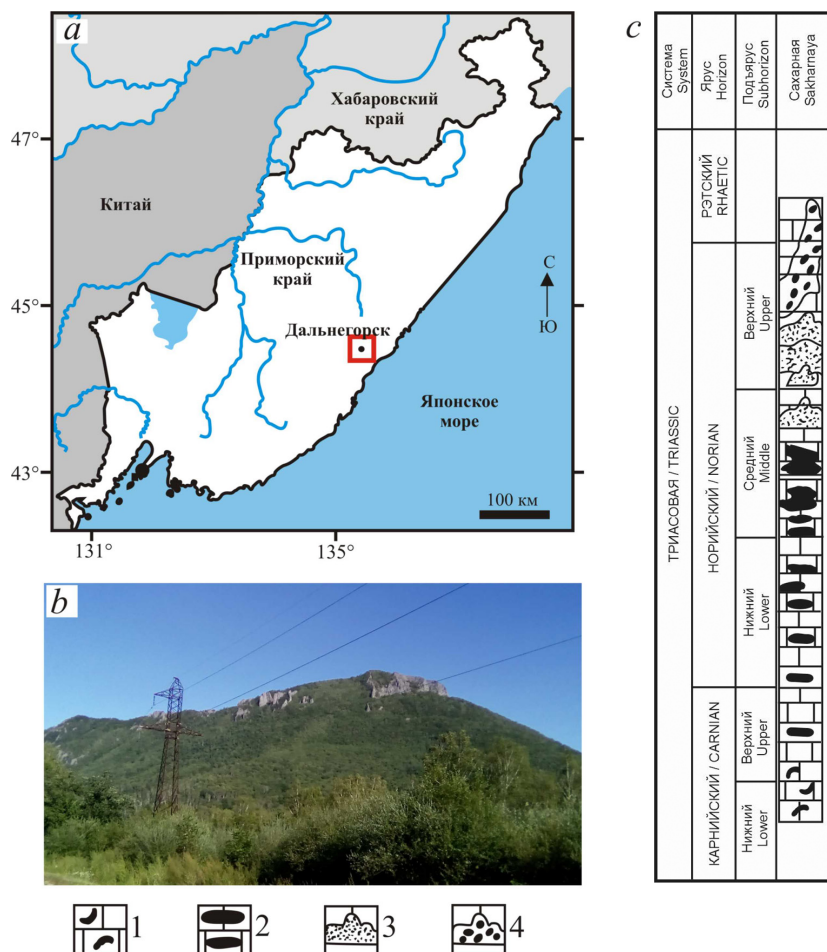 a
Хабаровский
край
47°
Китай
Приморский
край
45°
С
Ю
Дальнегорск
Японское
море
43°
100 км
131°
135°
b
1
2
3
4
c
Система
System
Ярус
Horizon
Подъярус
Subhorizon
Сахарная
Sakharnaya
ТРИАСОВАЯ / TRIASSIC
РЭТСКИЙ
RHAETIC
НОРИЙСКИЙ / NORIAN
Верхний
Upper
Средний
Middle
Нижний
Lower
КАРНИЙСКИЙ / CARNIAN
Верхний
Upper
Нижний
Lower